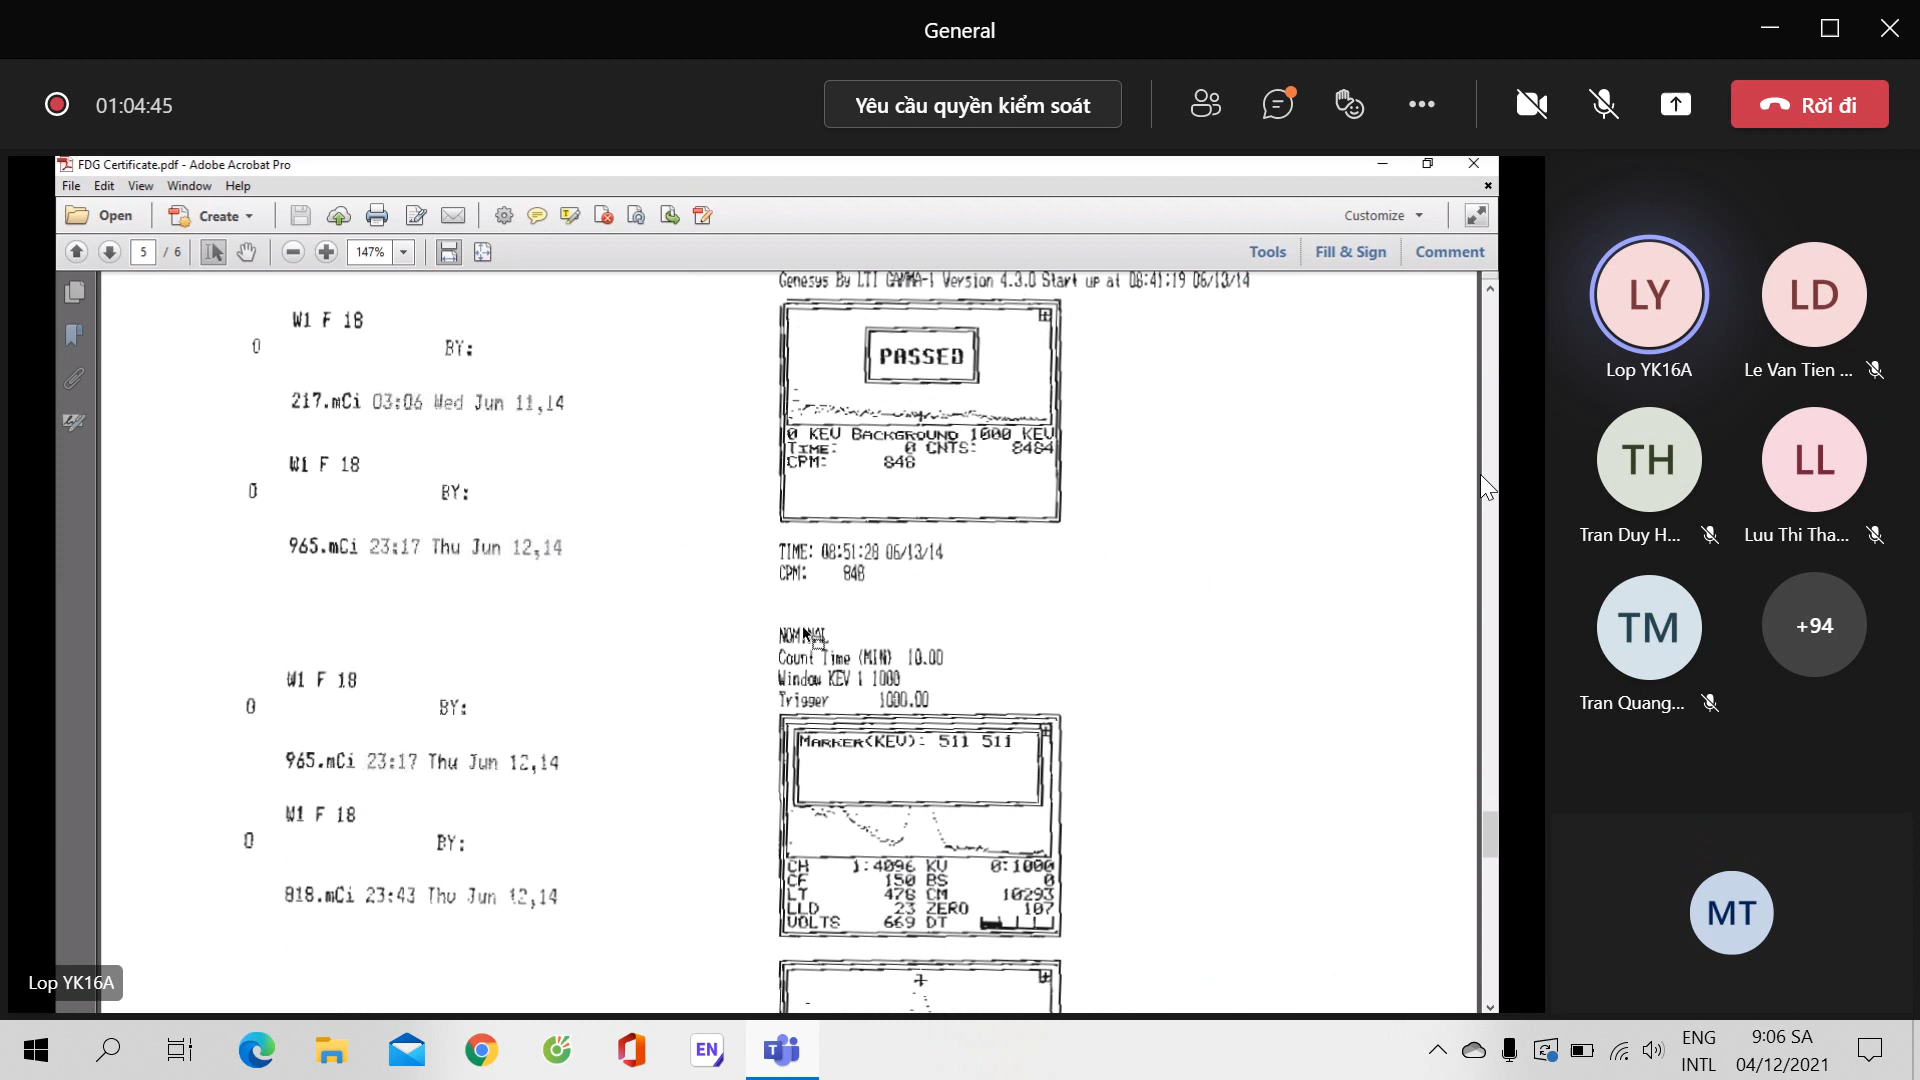 General
01:04:45
Yêu cầu quyền kiểm soát
Rời đi
FDG Certificate.pdf - Adobe Acrobat Pro
File Edit View Window Help
Open Create Customize
5 / 6 147% Tools Fill & Sign Comment
Genesys By LTI GAMMA-1 Version 4.3.0 Start up at 08:41:19 06/13/14
W1 F 18
0 BY:
217.mCi 03:06 Wed Jun 11,14
W1 F 18
0 BY:
965.mCi 23:17 Thu Jun 12,14
W1 F 18
0 BY:
965.mCi 23:17 Thu Jun 12,14
W1 F 18
0 BY:
818.mCi 23:43 Thu Jun 12,14
PASSED
0 KEV BACKGROUND 1000 KEV
TIME: 0 CNTS: 8484
CPM: 848
TIME: 08:51:28 06/13/14
CPM: 848
NOMINAL
Count Time (MIN) 10.00
Window KEV 1 1000
Trigger 1000.00
MARKER(KEV): 511 511
CH 1:4096 KV 0:1000
CF 150 BS 0
LT 478 CM 10293
LLD 23 ZERO 107
VOLTS 669 DT
Lop YK16A
LY
Lop YK16A
LD
Le Van Tien ...
TH
Tran Duy H...
LL
Luu Thi Tha...
TM
Tran Quang...
+94
MT
EN
ENG
INTL
9:06 SA
04/12/2021